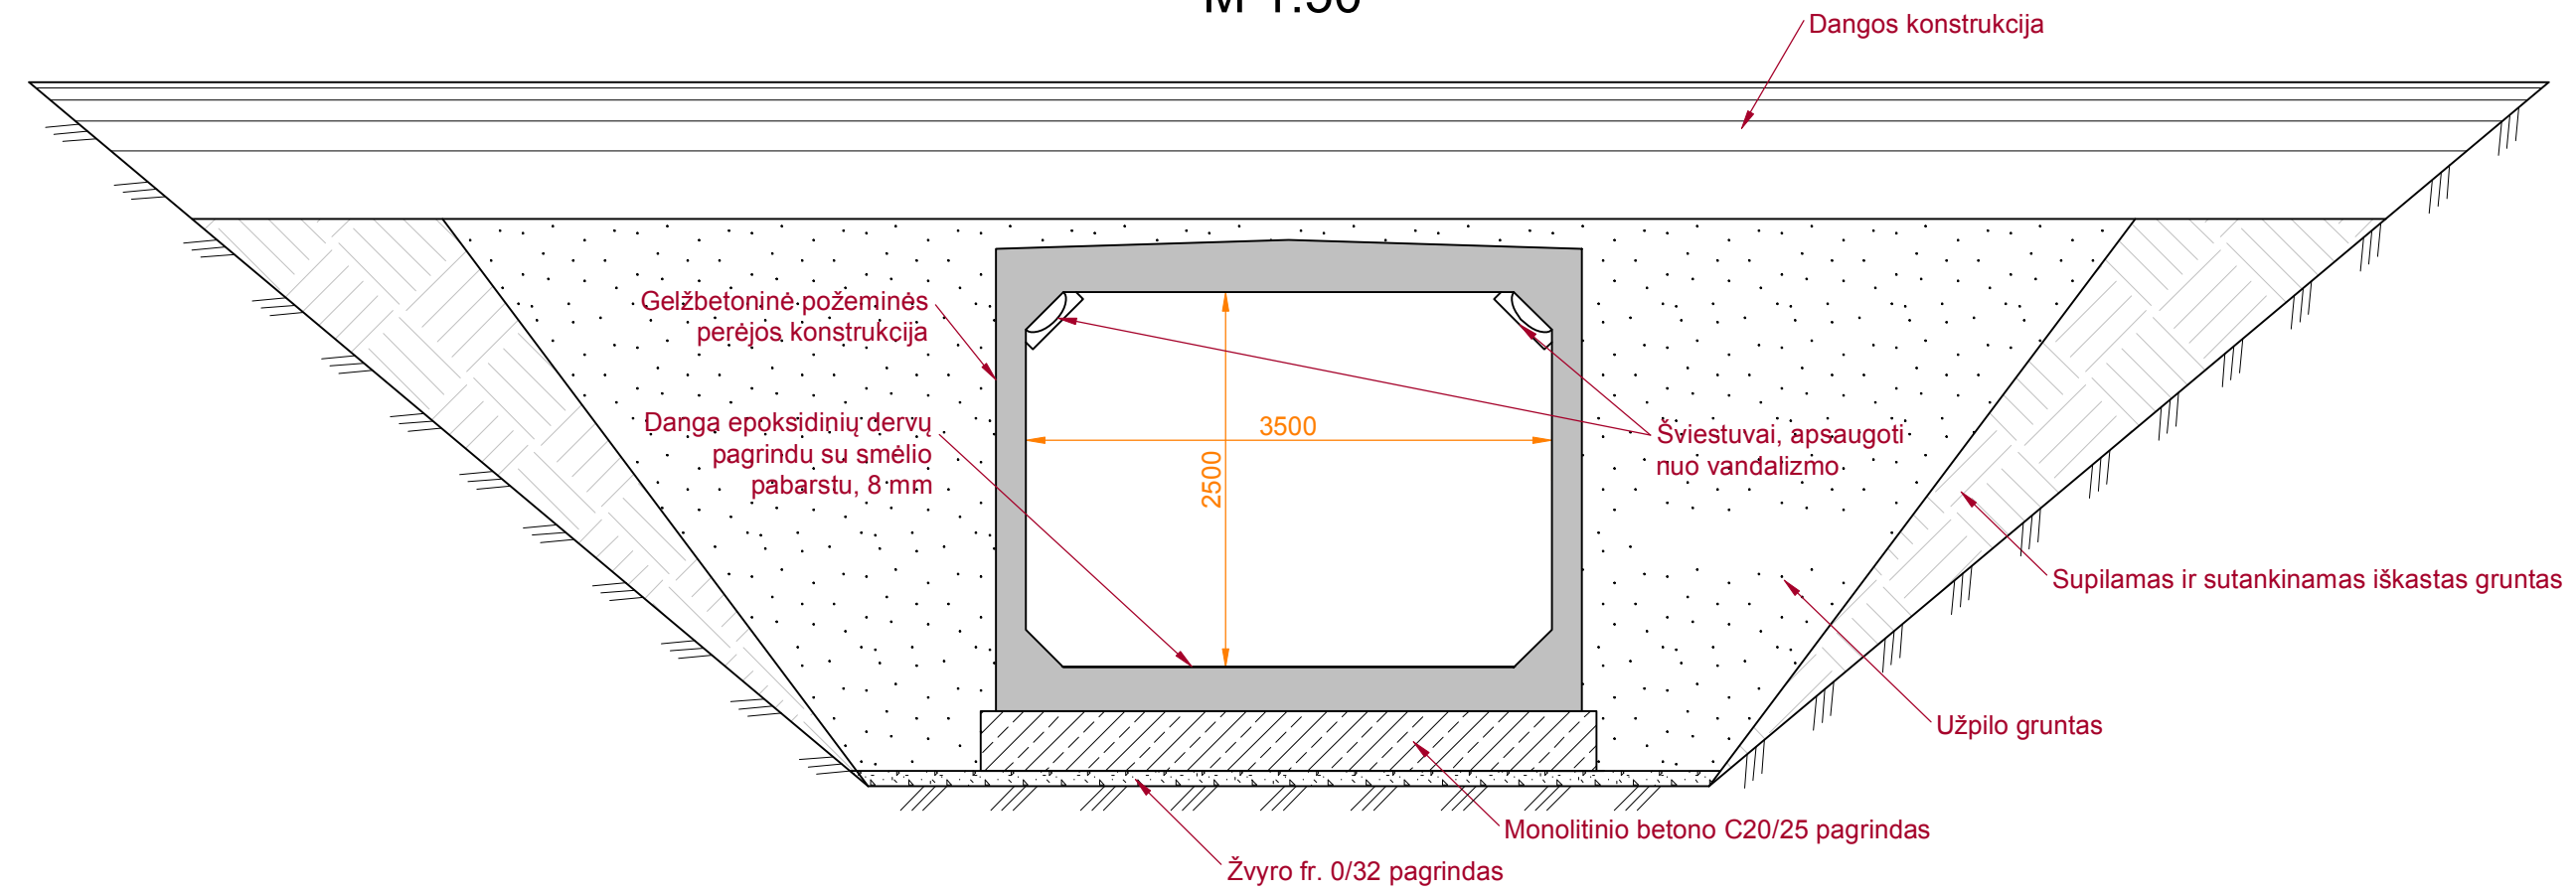 M 1:50
Dangos konstrukcija
Gelžbetoninė požeminės
perėjos konstrukcija
Danga epoksidinių dervų
pagrindu su smėlio
pabarstu, 8 mm
3500
2500
Šviestuvai, apsaugoti
nuo vandalizmo
Supilamas ir sutankinamas iškastas gruntas
Užpilo gruntas
Monolitinio betono C20/25 pagrindas
Žvyro fr. 0/32 pagrindas